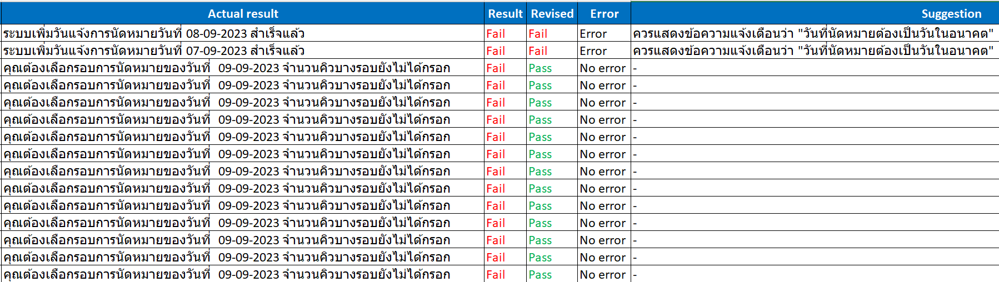 Actual result Result Revised Error Suggestion
ระบบเพิ่มวันแจ้งการนัดหมายวันที่ 08-09-2023 สำเร็จแล้ว Fail Fail Error ควรแสดงข้อความแจ้งเตือนว่า "วันที่นัดหมายต้องเป็นวันในอนาคต"
ระบบเพิ่มวันแจ้งการนัดหมายวันที่ 07-09-2023 สำเร็จแล้ว Fail Fail Error ควรแสดงข้อความแจ้งเตือนว่า "วันที่นัดหมายต้องเป็นวันในอนาคต"
คุณต้องเลือกรอบการนัดหมายของวันที่ 09-09-2023 จำนวนคิวบางรอบยังไม่ได้กรอก Fail Pass No error -
คุณต้องเลือกรอบการนัดหมายของวันที่ 09-09-2023 จำนวนคิวบางรอบยังไม่ได้กรอก Fail Pass No error -
คุณต้องเลือกรอบการนัดหมายของวันที่ 09-09-2023 จำนวนคิวบางรอบยังไม่ได้กรอก Fail Pass No error -
คุณต้องเลือกรอบการนัดหมายของวันที่ 09-09-2023 จำนวนคิวบางรอบยังไม่ได้กรอก Fail Pass No error -
คุณต้องเลือกรอบการนัดหมายของวันที่ 09-09-2023 จำนวนคิวบางรอบยังไม่ได้กรอก Fail Pass No error -
คุณต้องเลือกรอบการนัดหมายของวันที่ 09-09-2023 จำนวนคิวบางรอบยังไม่ได้กรอก Fail Pass No error -
คุณต้องเลือกรอบการนัดหมายของวันที่ 09-09-2023 จำนวนคิวบางรอบยังไม่ได้กรอก Fail Pass No error -
คุณต้องเลือกรอบการนัดหมายของวันที่ 09-09-2023 จำนวนคิวบางรอบยังไม่ได้กรอก Fail Pass No error -
คุณต้องเลือกรอบการนัดหมายของวันที่ 09-09-2023 จำนวนคิวบางรอบยังไม่ได้กรอก Fail Pass No error -
คุณต้องเลือกรอบการนัดหมายของวันที่ 09-09-2023 จำนวนคิวบางรอบยังไม่ได้กรอก Fail Pass No error -
คุณต้องเลือกรอบการนัดหมายของวันที่ 09-09-2023 จำนวนคิวบางรอบยังไม่ได้กรอก Fail Pass No error -
คุณต้องเลือกรอบการนัดหมายของวันที่ 09-09-2023 จำนวนคิวบางรอบยังไม่ได้กรอก Fail Pass No error -
คุณต้องเลือกรอบการนัดหมายของวันที่ 09-09-2023 จำนวนคิวบางรอบยังไม่ได้กรอก Fail Pass No error -